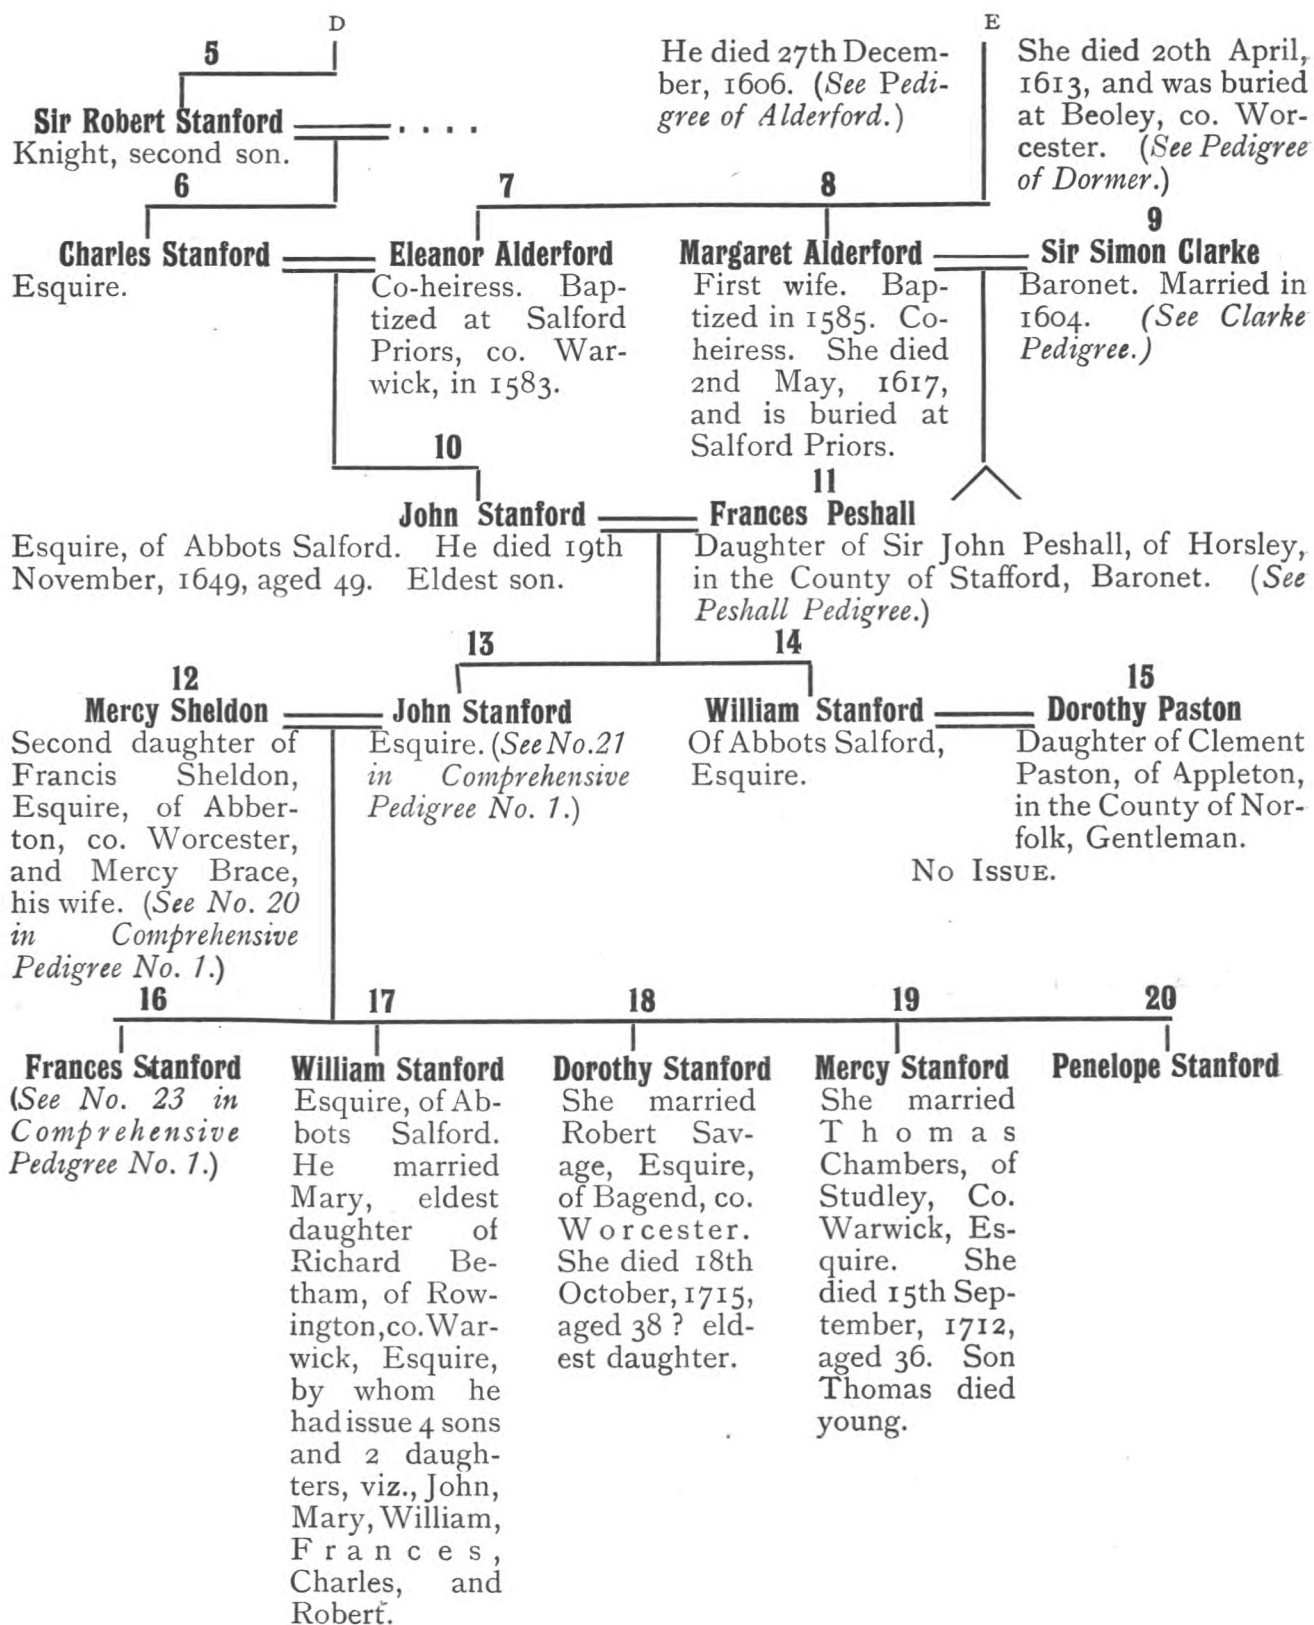 D
E
5
He died 27th Decem-
ber, 1606. (See Pedi-
gree of Alderford.)
She died 20th April,
1613, and was buried
at Beoley, co. Wor-
cester. (See Pedigree
of Dormer.)
Sir Robert Stanford
. . . .
Knight, second son.
6
7
8
9
Charles Stanford
Esquire.
Eleanor Alderford
Co-heiress. Bap-
tized at Salford
Priors, co. War-
wick, in 1583.
Margaret Alderford
First wife. Bap-
tized in 1585. Co-
heiress. She died
2nd May, 1617,
and is buried at
Salford Priors.
Sir Simon Clarke
Baronet. Married in
1604. (See Clarke
Pedigree.)
10
11
John Stanford
Esquire, of Abbots Salford. He died 19th
November, 1649, aged 49. Eldest son.
Frances Peshall
Daughter of Sir John Peshall, of Horsley,
in the County of Stafford, Baronet. (See
Peshall Pedigree.)
12
13
14
15
Mercy Sheldon
Second daughter of
Francis Sheldon,
Esquire, of Abber-
ton, co. Worcester,
and Mercy Brace,
his wife. (See No. 20
in Comprehensive
Pedigree No. 1.)
John Stanford
Esquire. (See No. 21
in Comprehensive
Pedigree No. 1.)
William Stanford
Of Abbots Salford,
Esquire.
Dorothy Paston
Daughter of Clement
Paston, of Appleton,
in the County of Nor-
folk, Gentleman.
No Issue.
16
17
18
19
20
Frances Stanford
(See No. 23 in
Comprehensive
Pedigree No. 1.)
William Stanford
Esquire, of Ab-
bots Salford.
He married
Mary, eldest
daughter of
Richard Be-
tham, of Row-
ington, co. War-
wick, Esquire,
by whom he
had issue 4 sons
and 2 daugh-
ters, viz., John,
Mary, William,
Frances,
Charles, and
Robert.
Dorothy Stanford
She married
Robert Sav-
age, Esquire,
of Bagend, co.
Worcester.
She died 18th
October, 1715,
aged 38 ? eld-
est daughter.
Mercy Stanford
She married
Thomas
Chambers, of
Studley, Co.
Warwick, Es-
quire. She
died 15th Sep-
tember, 1712,
aged 36. Son
Thomas died
young.
Penelope Stanford